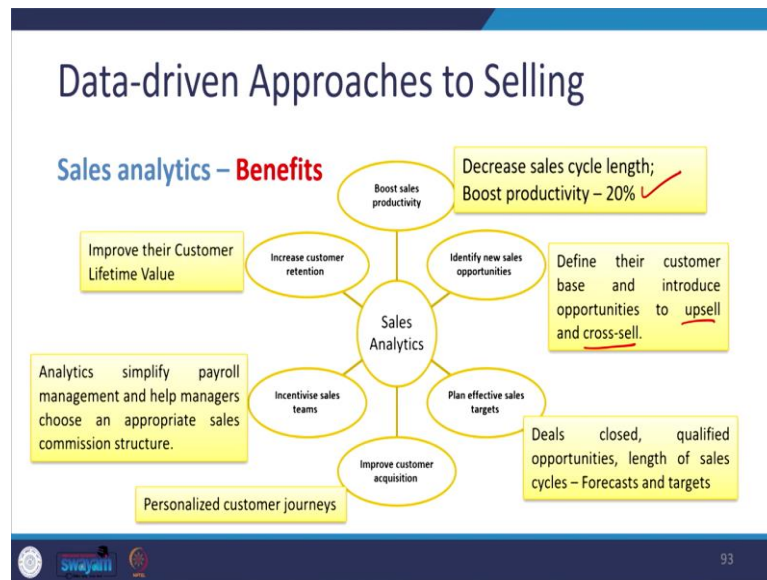 Data-driven Approaches to Selling
Sales analytics – Benefits
Boost sales
productivity
Decrease sales cycle length;
Boost productivity – 20%
Improve their Customer
Lifetime Value
Increase customer
retention
Identify new sales
opportunities
Define their customer
base and introduce
opportunities to upsell
and cross-sell.
Sales
Analytics
Analytics simplify payroll
management and help managers
choose an appropriate sales
commission structure.
Incentivise sales
teams
Plan effective sales
targets
Deals closed, qualified
opportunities, length of sales
cycles – Forecasts and targets
Improve customer
acquisition
Personalized customer journeys
swayam
93